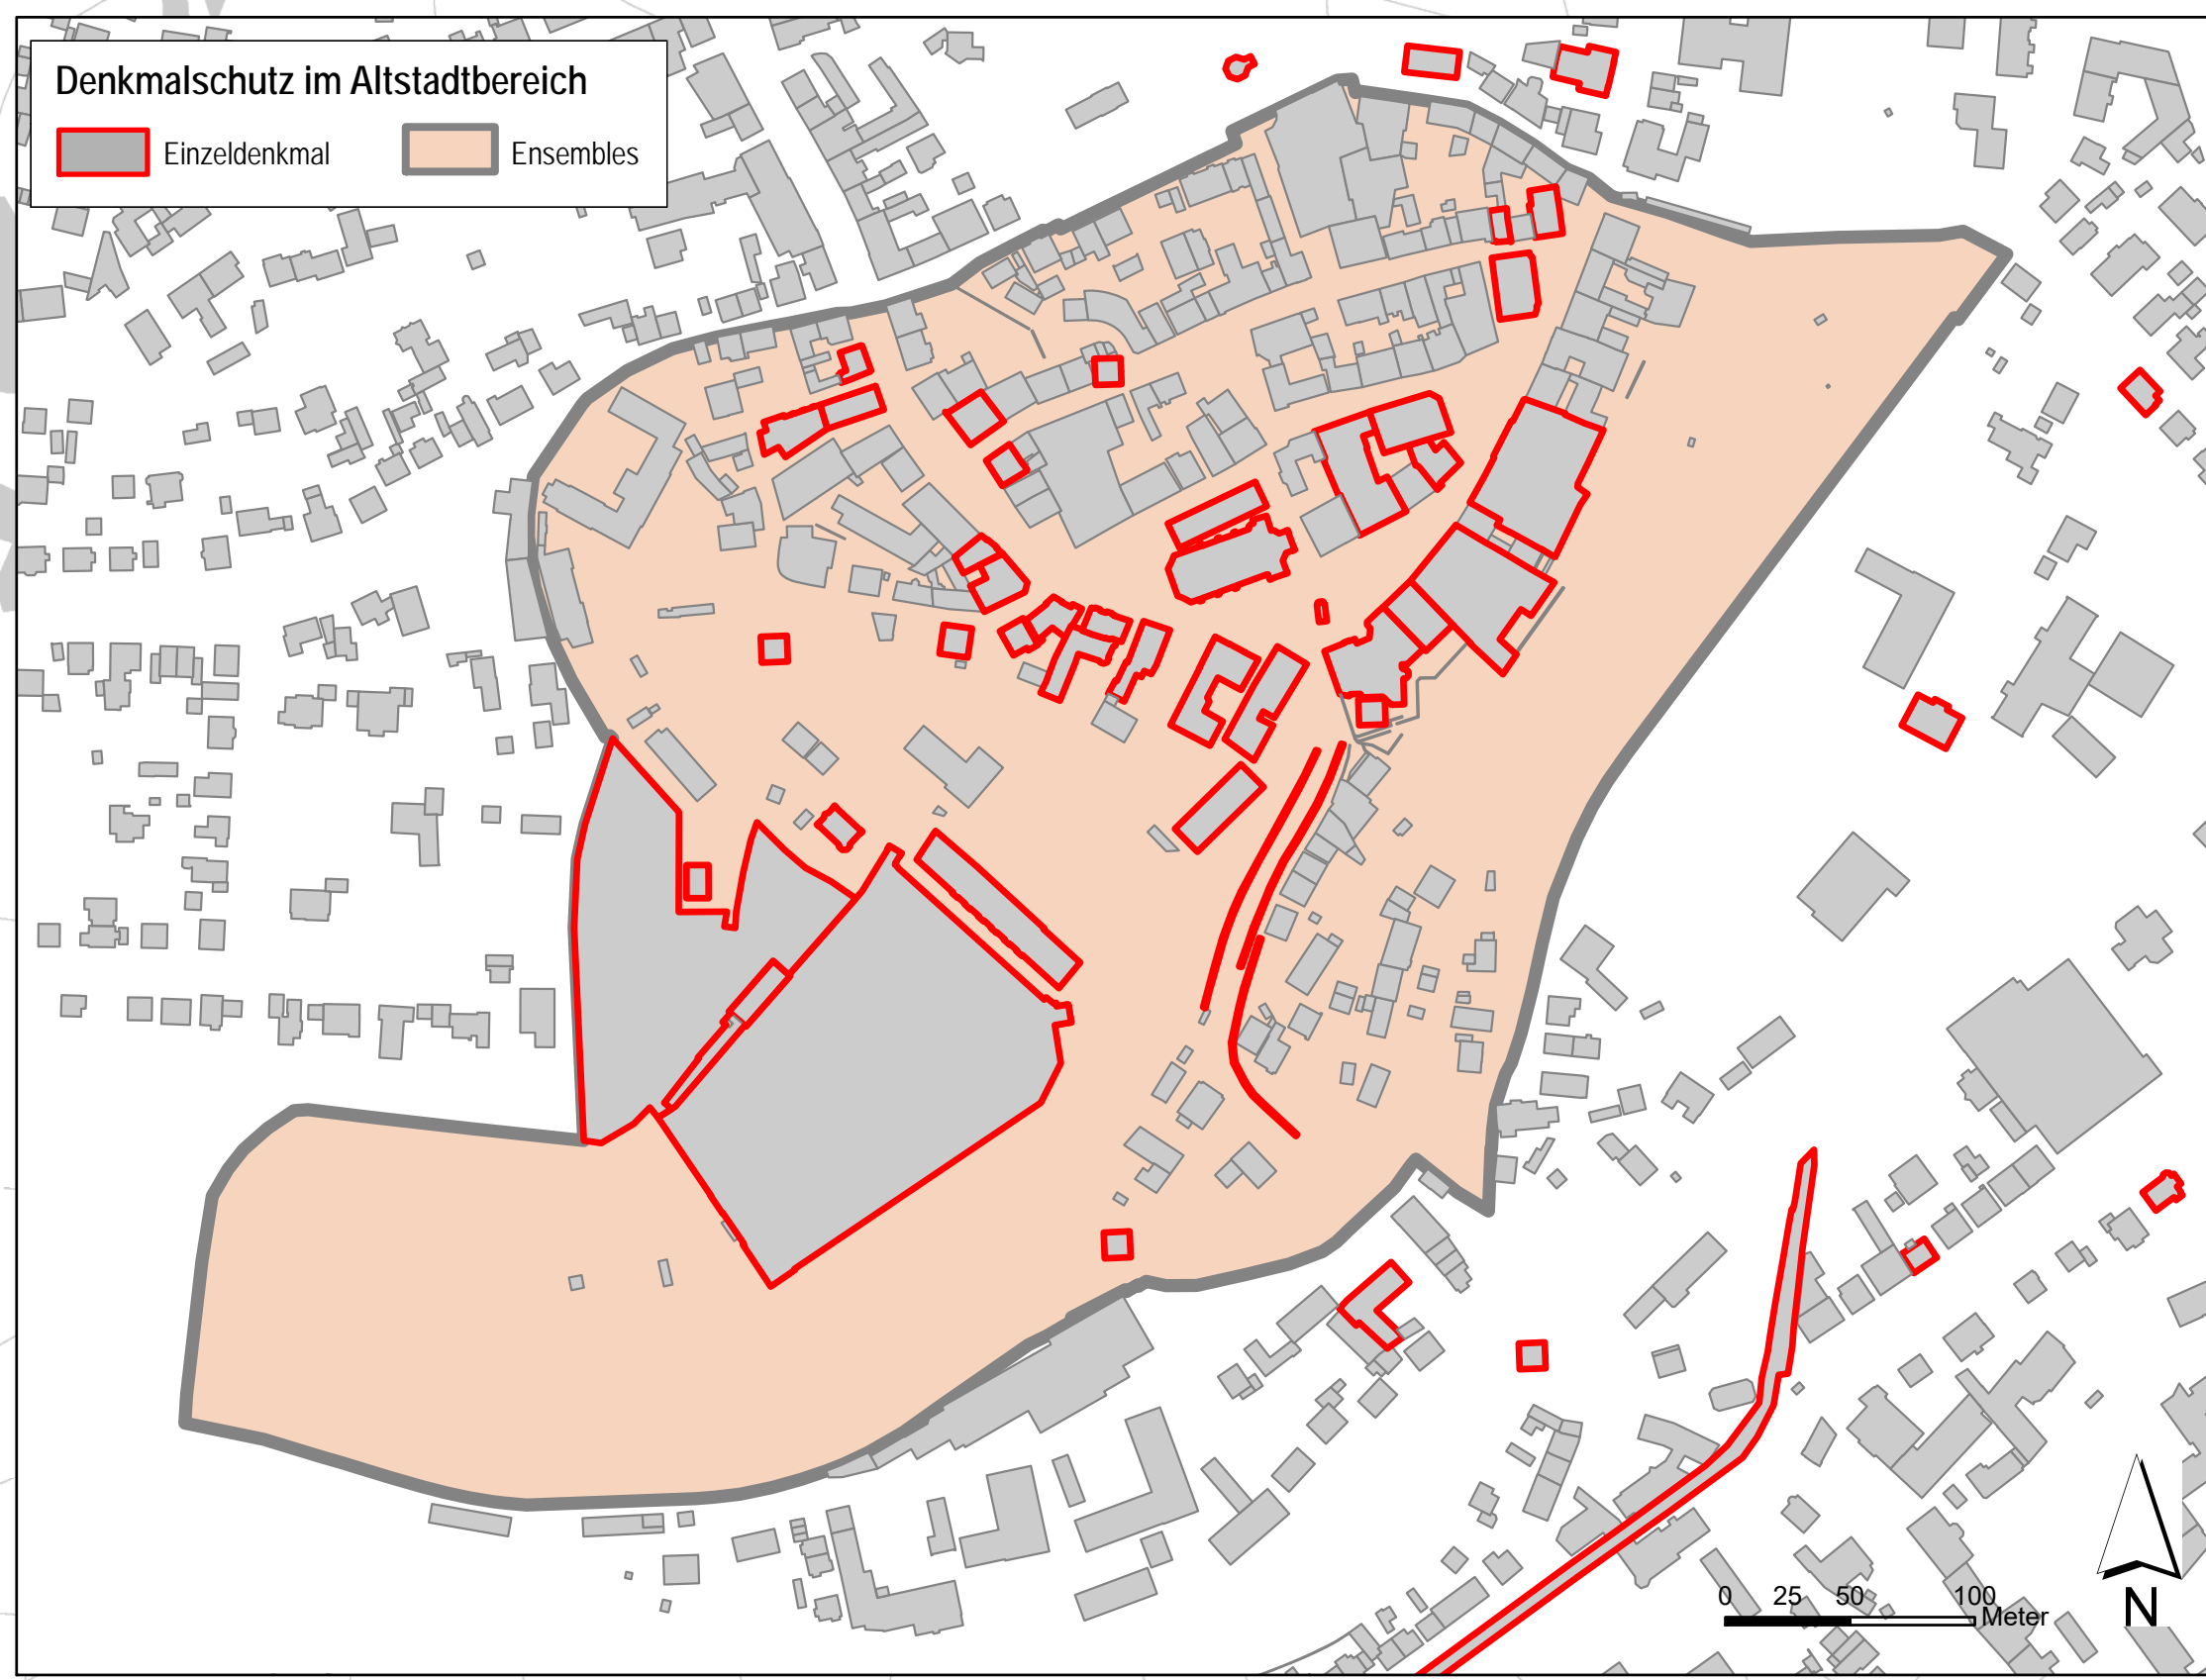 Denkmalschutz im Altstadtbereich
Einzeldenkmal Ensembles
0 25 50 100
Meter
N